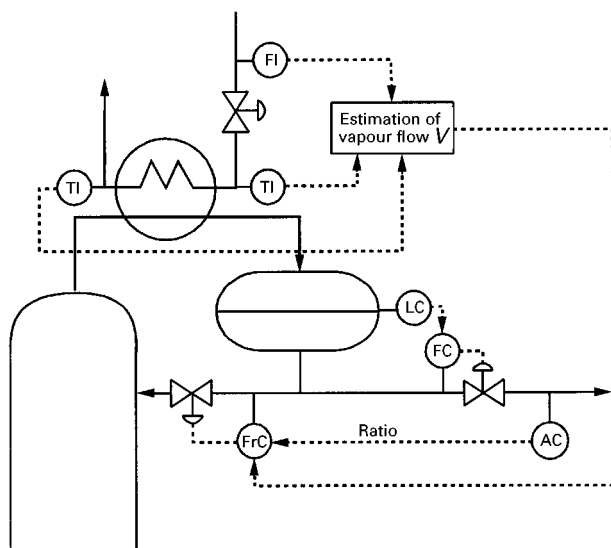 FI
Estimation of
vapour flow V
TI
TI
LC
FC
Ratio
FrC
AC